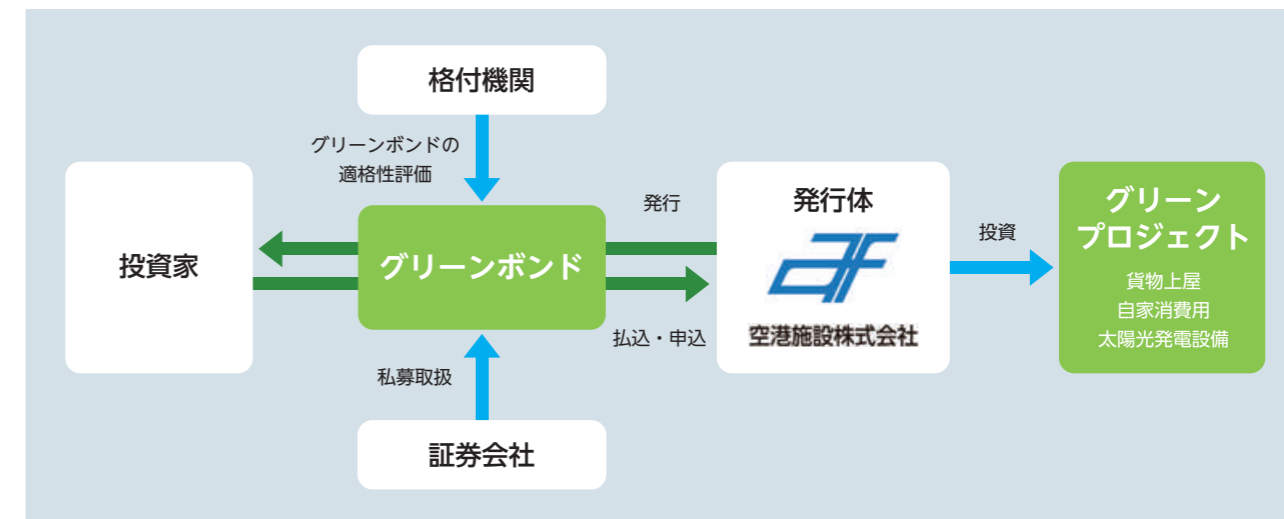 格付機関
グリーンボンドの
適格性評価
投資家
グリーンボンド
発行
払込・申込
発行体
空港施設株式会社
投資
グリーン
プロジェクト
貨物上屋
自家消費用
太陽光発電設備
私募取扱
証券会社